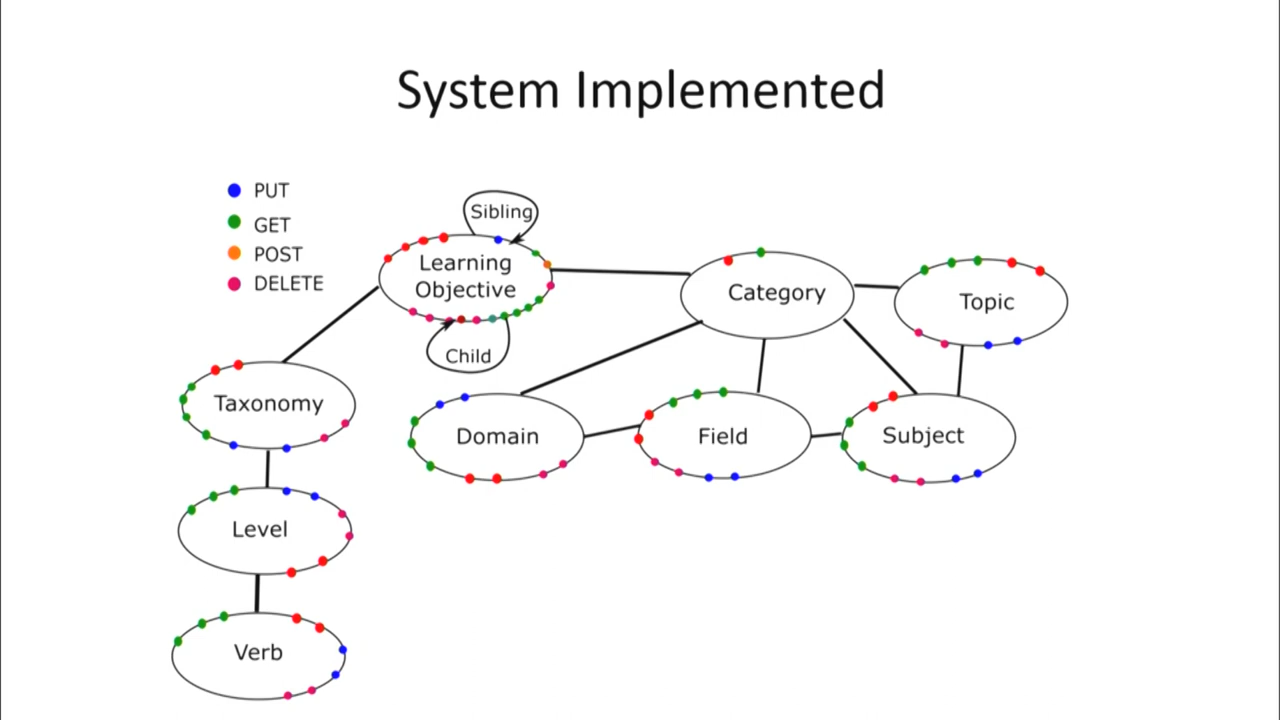 System Implemented
PUT
GET
POST
DELETE
Sibling
Learning
Objective
Child
Category
Topic
Taxonomy
Domain
Field
Subject
Level
Verb